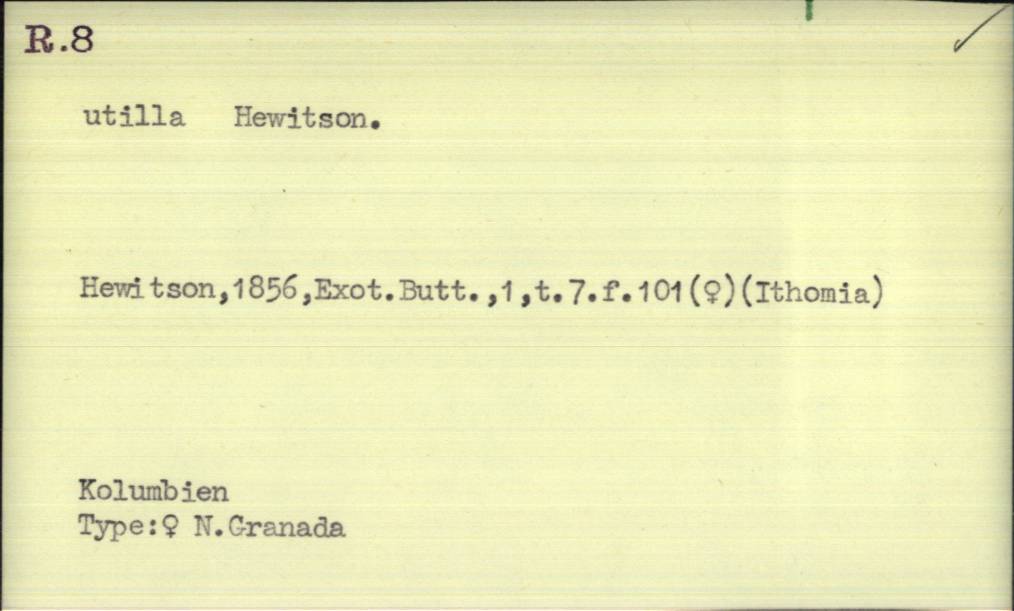 R.8
utilla Hewitson.
Hewitson,1856,Exot.Butt.,1,t.7.f.101(♀)(Ithomia)
Kolumbien
Type:♀ N.Granada